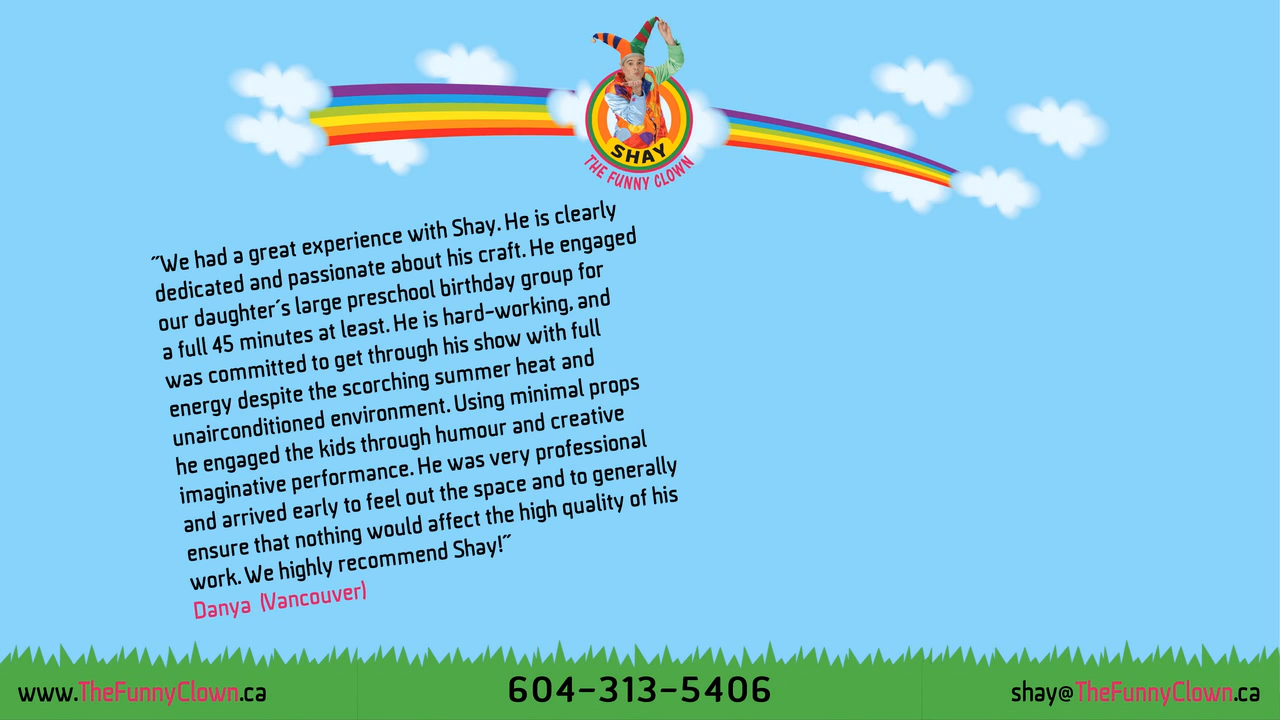 SHAY
THE FUNNY CLOWN
"We had a great experience with Shay. He is clearly
dedicated and passionate about his craft. He engaged
our daughter's large preschool birthday group for
a full 45 minutes at least. He is hard-working, and
was committed to get through his show with full
energy despite the scorching summer heat and
unairconditioned environment. Using minimal props
he engaged the kids through humour and creative
imaginative performance. He was very professional
and arrived early to feel out the space and to generally
ensure that nothing would affect the high quality of his
work. We highly recommend Shay!"
Danya (Vancouver)
www.TheFunnyClown.ca
604-313-5406
shay@TheFunnyClown.ca